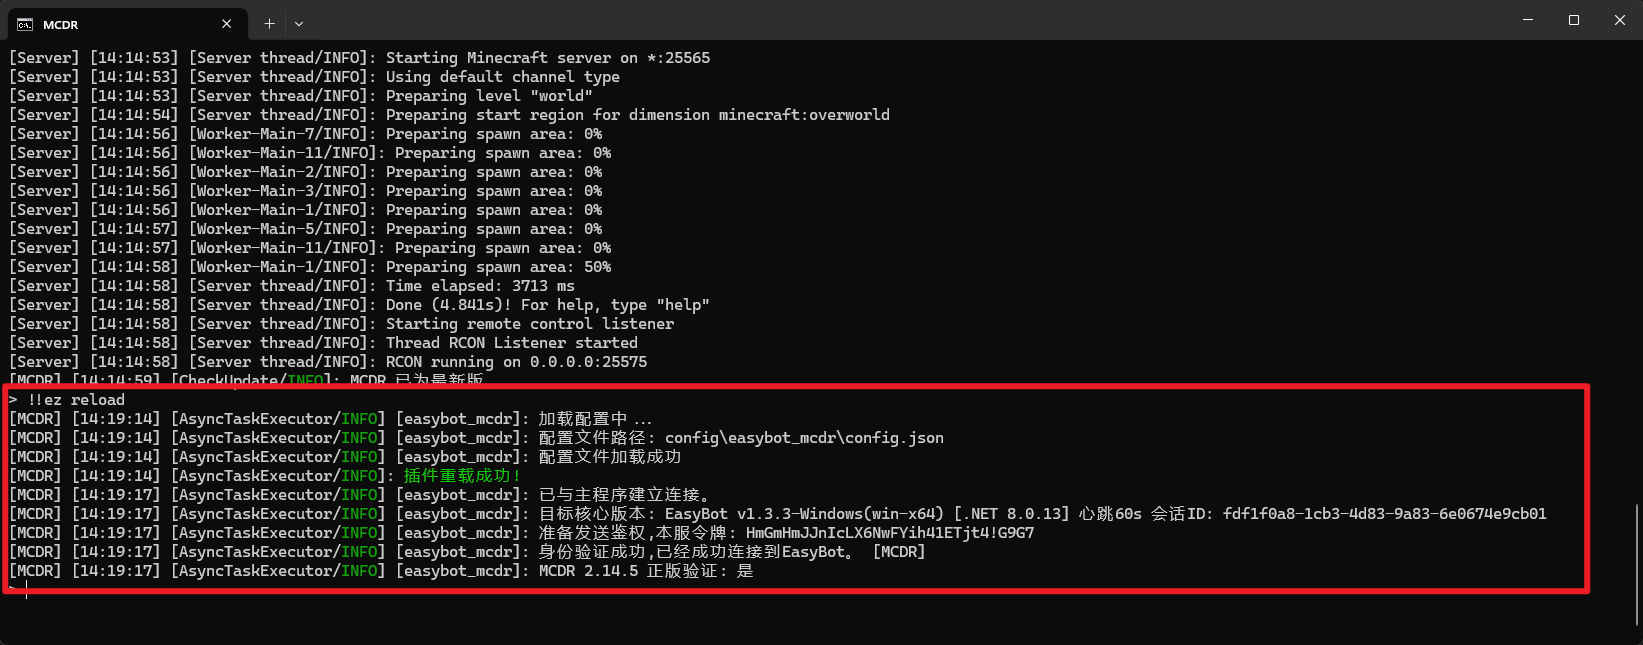 MCDR
[Server] [14:14:53] [Server thread/INFO]: Starting Minecraft server on *:25565
[Server] [14:14:53] [Server thread/INFO]: Using default channel type
[Server] [14:14:53] [Server thread/INFO]: Preparing level "world"
[Server] [14:14:54] [Server thread/INFO]: Preparing start region for dimension minecraft:overworld
[Server] [14:14:56] [Worker-Main-7/INFO]: Preparing spawn area: 0%
[Server] [14:14:56] [Worker-Main-11/INFO]: Preparing spawn area: 0%
[Server] [14:14:56] [Worker-Main-2/INFO]: Preparing spawn area: 0%
[Server] [14:14:56] [Worker-Main-3/INFO]: Preparing spawn area: 0%
[Server] [14:14:56] [Worker-Main-1/INFO]: Preparing spawn area: 0%
[Server] [14:14:57] [Worker-Main-5/INFO]: Preparing spawn area: 0%
[Server] [14:14:57] [Worker-Main-11/INFO]: Preparing spawn area: 0%
[Server] [14:14:58] [Worker-Main-1/INFO]: Preparing spawn area: 50%
[Server] [14:14:58] [Server thread/INFO]: Time elapsed: 3713 ms
[Server] [14:14:58] [Server thread/INFO]: Done (4.841s)! For help, type "help"
[Server] [14:14:58] [Server thread/INFO]: Starting remote control listener
[Server] [14:14:58] [Server thread/INFO]: Thread RCON Listener started
[Server] [14:14:58] [Server thread/INFO]: RCON running on 0.0.0.0:25575
[MCDR] [14:14:59] [CheckUpdate/INFO]: MCDR 已为最新版
> !!ez reload
[MCDR] [14:19:14] [AsyncTaskExecutor/INFO] [easybot_mcdr]: 加载配置中...
[MCDR] [14:19:14] [AsyncTaskExecutor/INFO] [easybot_mcdr]: 配置文件路径: config\easybot_mcdr\config.json
[MCDR] [14:19:14] [AsyncTaskExecutor/INFO] [easybot_mcdr]: 配置文件加载成功
[MCDR] [14:19:14] [AsyncTaskExecutor/INFO]: 插件重载成功!
[MCDR] [14:19:17] [AsyncTaskExecutor/INFO] [easybot_mcdr]: 已与主程序建立连接。
[MCDR] [14:19:17] [AsyncTaskExecutor/INFO] [easybot_mcdr]: 目标核心版本: EasyBot v1.3.3-Windows(win-x64) [.NET 8.0.13] 心跳60s 会话ID: fdf1f0a8-1cb3-4d83-9a83-6e0674e9cb01
[MCDR] [14:19:17] [AsyncTaskExecutor/INFO] [easybot_mcdr]: 准备发送鉴权,本服令牌: HmGmHmJJnIcLX6NwFYih41ETjt4!G9G7
[MCDR] [14:19:17] [AsyncTaskExecutor/INFO] [easybot_mcdr]: 身份验证成功,已经成功连接到EasyBot。 [MCDR]
[MCDR] [14:19:17] [AsyncTaskExecutor/INFO] [easybot_mcdr]: MCDR 2.14.5 正版验证: 是
>